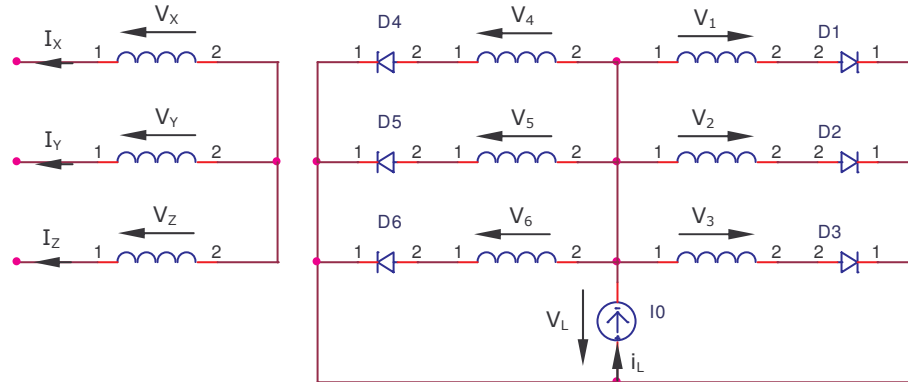 V_X D4 V_4 V_1 D1
I_X 1 2 1 2 1 2 1 2 2 1
V_Y D5 V_5 V_2 D2
I_Y 1 2 1 2 1 2 1 2 2 1
V_Z D6 V_6 V_3 D3
I_Z 1 2 1 2 1 2 1 2 2 1
V_L I0
i_L